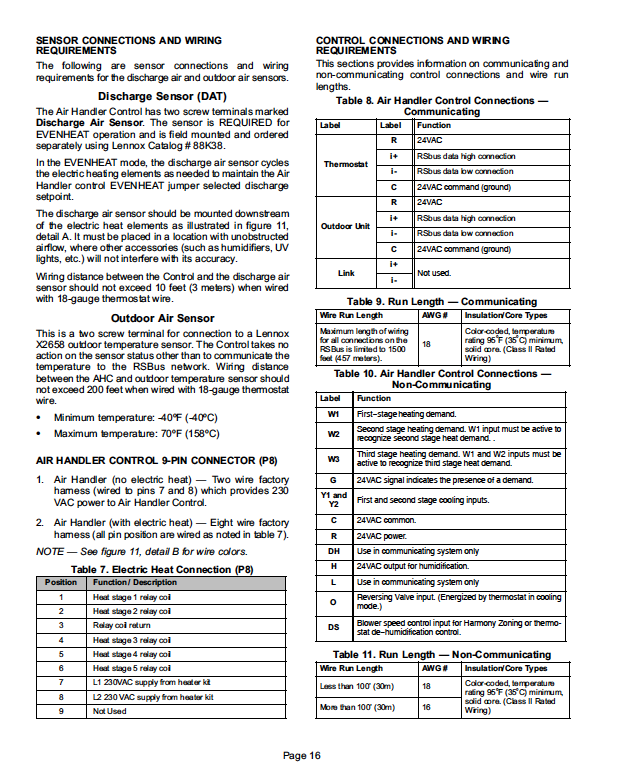 SENSOR CONNECTIONS AND WIRING
REQUIREMENTS
The following are sensor connections and wiring
requirements for the discharge air and outdoor air sensors.
Discharge Sensor (DAT)
The Air Handler Control has two screw terminals marked
Discharge Air Sensor. The sensor is REQUIRED for
EVENHEAT operation and is field mounted and ordered
separately using Lennox Catalog # 88K38.
In the EVENHEAT mode, the discharge air sensor cycles
the electric heating elements as needed to maintain the Air
Handler control EVENHEAT jumper selected discharge
setpoint.
The discharge air sensor should be mounted downstream
of the electric heat elements as illustrated in figure 11,
detail A. It must be placed in a location with unobstructed
airflow, where other accessories (such as humidifiers, UV
lights, etc.) will not interfere with its accuracy.
Wiring distance between the Control and the discharge air
sensor should not exceed 10 feet (3 meters) when wired
with 18-gauge thermostat wire.
Outdoor Air Sensor
This is a two screw terminal for connection to a Lennox
X2658 outdoor temperature sensor. The Control takes no
action on the sensor status other than to communicate the
temperature to the RSBus network. Wiring distance
between the AHC and outdoor temperature sensor should
not exceed 200 feet when wired with 18-gauge thermostat
wire.
• Minimum temperature: -40ºF (-40ºC)
• Maximum temperature: 70ºF (158ºC)
AIR HANDLER CONTROL 9-PIN CONNECTOR (P8)
1. Air Handler (no electric heat) — Two wire factory
harness (wired to pins 7 and 8) which provides 230
VAC power to Air Handler Control.
2. Air Handler (with electric heat) — Eight wire factory
harness (all pin position are wired as noted in table 7).
NOTE — See figure 11, detail B for wire colors.
Table 7. Electric Heat Connection (P8)
Position Function / Description
1 Heat stage 1 relay coil
2 Heat stage 2 relay coil
3 Relay coil return
4 Heat stage 3 relay coil
5 Heat stage 4 relay coil
6 Heat stage 5 relay coil
7 L1 230VAC supply from heater kit
8 L2 230VAC supply from heater kit
9 Not Used
CONTROL CONNECTIONS AND WIRING
REQUIREMENTS
This sections provides information on communicating and
non-communicating control connections and wire run
lengths.
Table 8. Air Handler Control Connections —
Communicating
Label Label Function
Thermostat
R 24VAC
i+ RSbus data high connection
i- RSbus data low connection
C 24VAC command (ground)
Outdoor Unit
R 24VAC
i+ RSbus data high connection
i- RSbus data low connection
C 24VAC command (ground)
Link
i+
i-
Not used.
Table 9. Run Length — Communicating
Wire Run Length AWG # Insulation/Core Types
Maximum length of wiring
for all connections on the
RSBus is limited to 1500
feet (457 meters).
18
Color-coded, temperature
rating 95˚F (35˚C) minimum,
solid core. (Class II Rated
Wiring)
Table 10. Air Handler Control Connections —
Non-Communicating
Label Function
W1 First-stage heating demand.
W2 Second stage heating demand. W1 input must be active to
recognize second stage heat demand. .
W3 Third stage heating demand. W1 and W2 inputs must be
active to recognize third stage heat demand.
G 24VAC signal indicates the presence of a demand.
Y1 and
Y2
First and second stage cooling inputs.
C 24VAC common.
R 24VAC power.
DH Use in communicating system only
H 24VAC output for humidification.
L Use in communicating system only
O Reversing Valve input. (Energized by thermostat in cooling
mode.)
DS Blower speed control input for Harmony Zoning or thermo-
stat de-humidification control.
Table 11. Run Length — Non-Communicating
Wire Run Length AWG # Insulation/Core Types
Less than 100' (30m) 18
More than 100' (30m) 16
Color-coded, temperature
rating 95˚F (35˚C) minimum,
solid core. (Class II Rated
Wiring)
Page 16